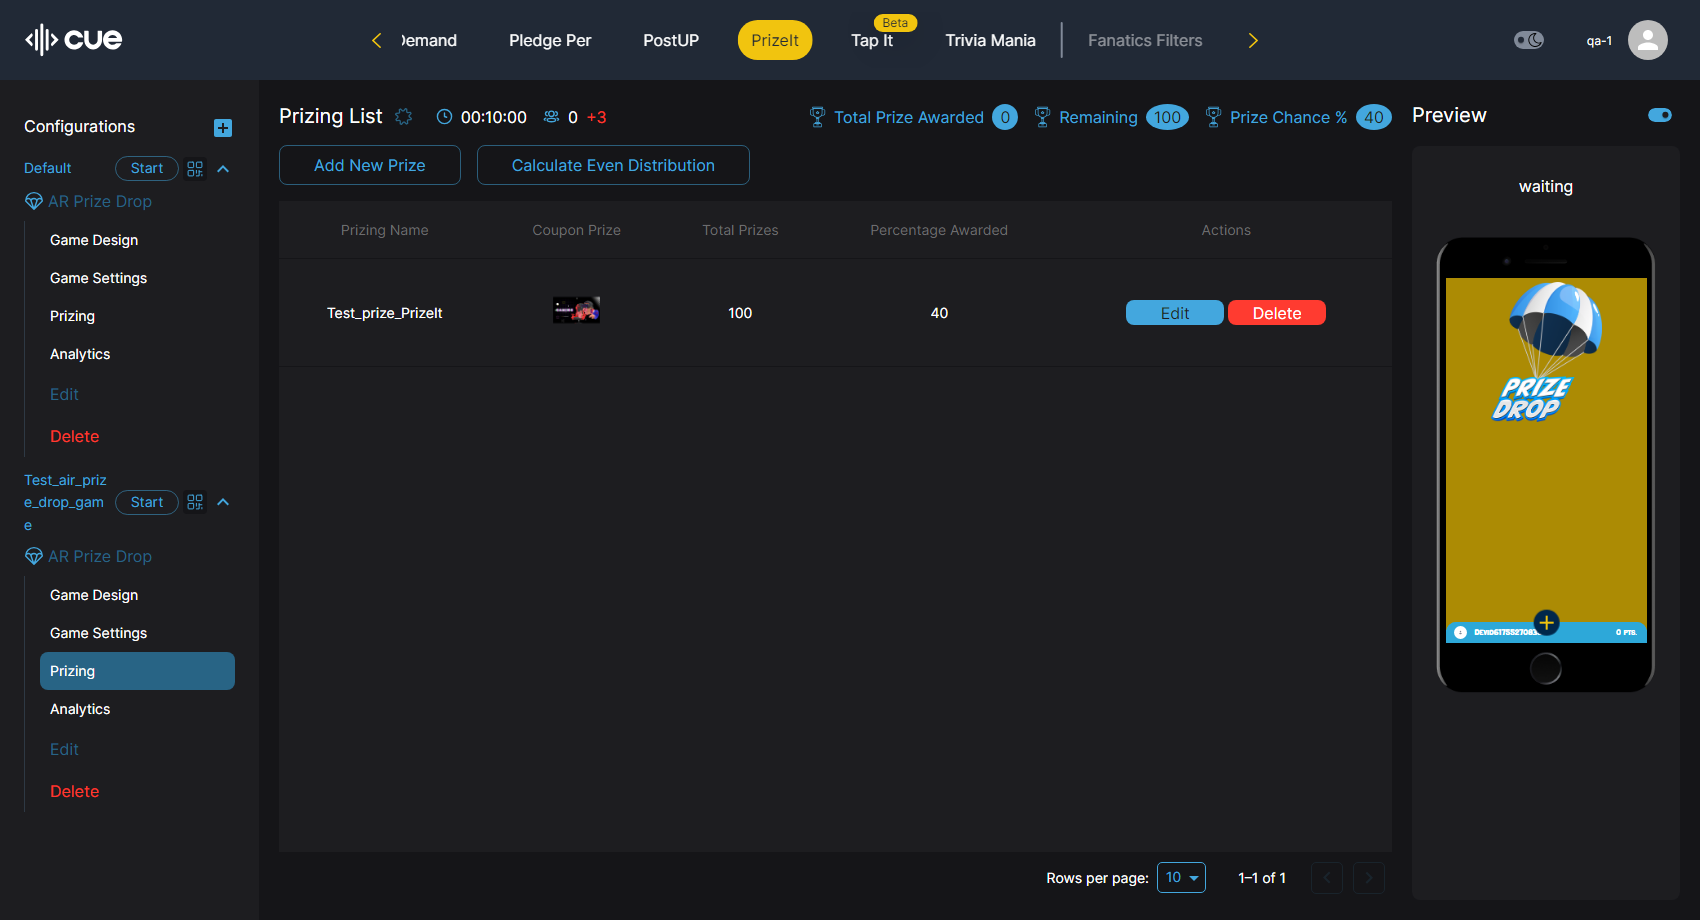 cue
Demand
Pledge Per
PostUP
PrizeIt
Tap It
Beta
Trivia Mania
Fanatics Filters
qa-1
Configurations
Default
Start
AR Prize Drop
Game Design
Game Settings
Prizing
Analytics
Edit
Delete
Test_air_priz
e_drop_gam
e
Start
AR Prize Drop
Game Design
Game Settings
Prizing
Analytics
Edit
Delete
Prizing List 00:10:00 0 +3
Total Prize Awarded 0 Remaining 100 Prize Chance % 40
Add New Prize Calculate Even Distribution
Prizing Name Coupon Prize Total Prizes Percentage Awarded Actions
Test_prize_PrizeIt 100 40 Edit Delete
Rows per page: 10 1–1 of 1
Preview
waiting
PRIZE
DROP
0 PTS.